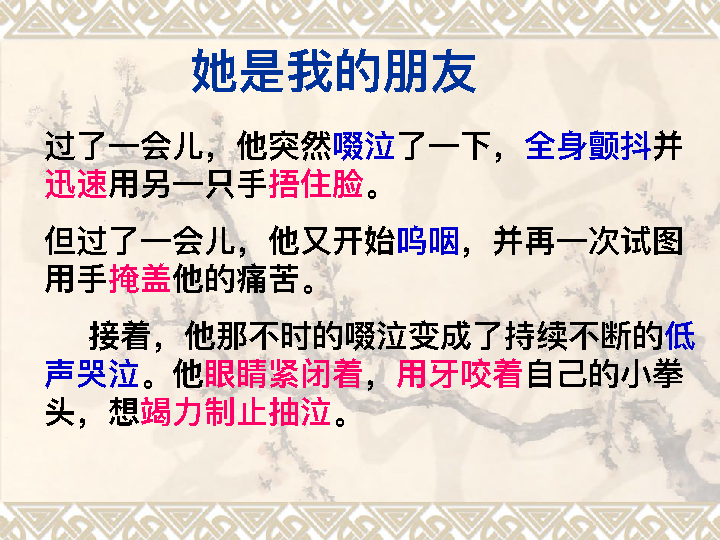 她是我的朋友
过了一会儿，他突然啜泣了一下，全身颤抖并
迅速用另一只手捂住脸。
但过了一会儿，他又开始呜咽，并再一次试图
用手掩盖他的痛苦。
接着，他那不时的啜泣变成了持续不断的低
声哭泣。他眼睛紧闭着，用牙咬着自己的小拳
头，想竭力制止抽泣。